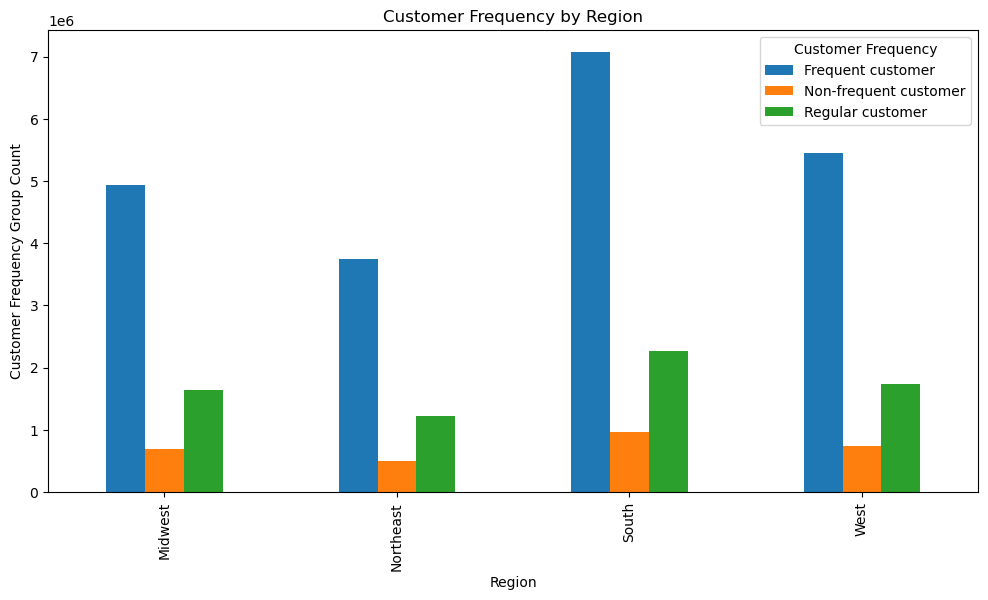 Customer Frequency by Region
1e6
Customer Frequency Group Count
7
6
5
4
3
2
1
0
Customer Frequency
Frequent customer
Non-frequent customer
Regular customer
Midwest
Northeast
South
West
Region